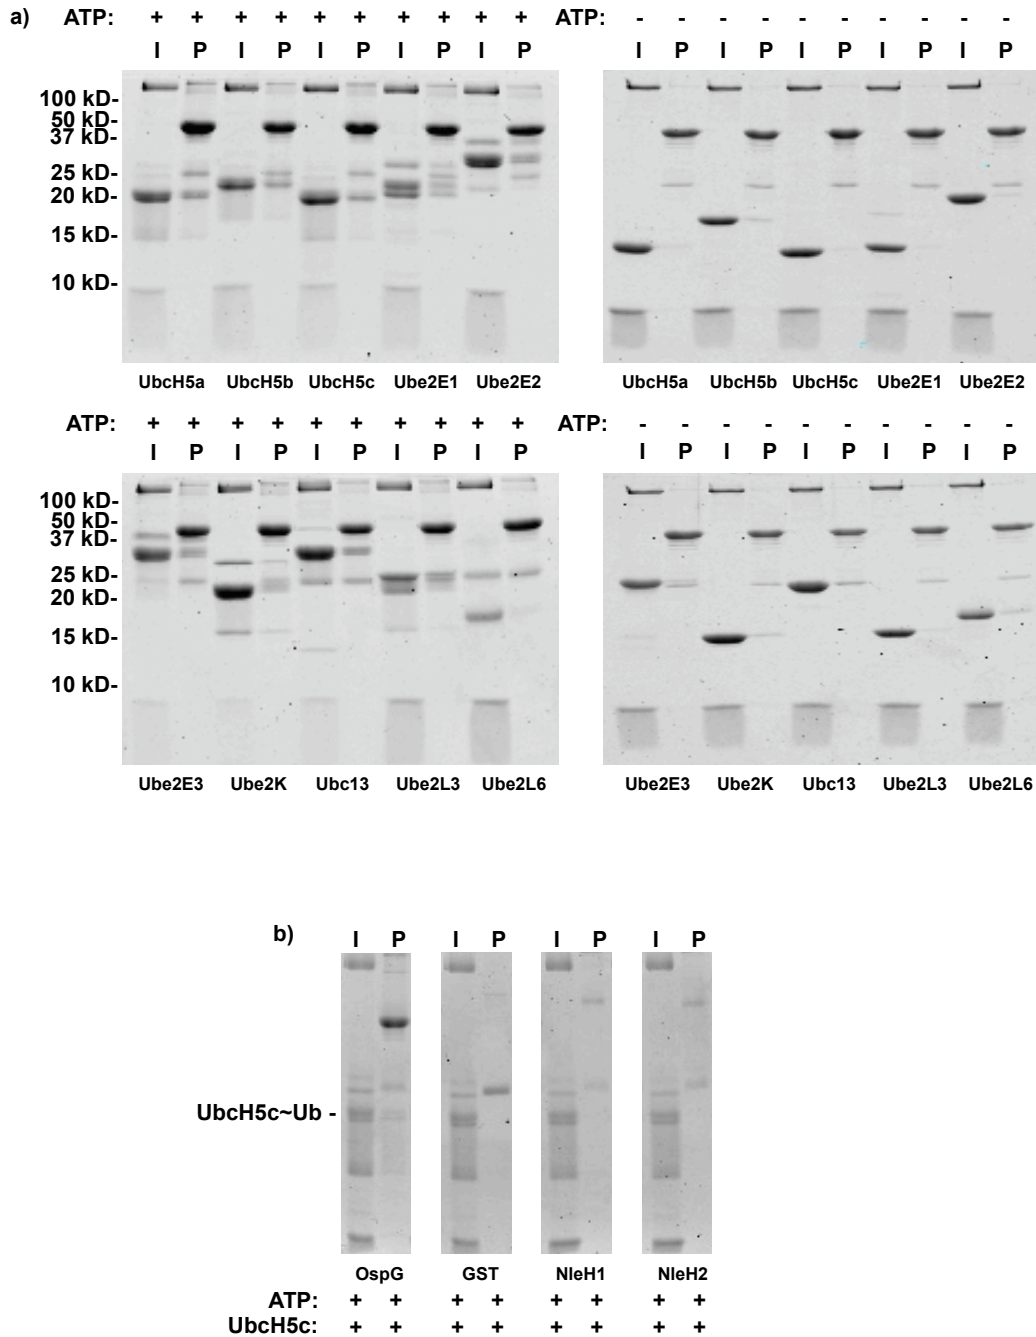 a) ATP: + + + + + + + + + + ATP: - - - - - - - - - -
I P I P I P I P I P I P I P I P I P I P
100 kD-
50 kD-
37 kD-
25 kD-
20 kD-
15 kD-
10 kD-
UbcH5a UbcH5b UbcH5c Ube2E1 Ube2E2 UbcH5a UbcH5b UbcH5c Ube2E1 Ube2E2
ATP: + + + + + + + + + + ATP: - - - - - - - - - -
I P I P I P I P I P I P I P I P I P I P
100 kD-
50 kD-
37 kD-
25 kD-
20 kD-
15 kD-
10 kD-
Ube2E3 Ube2K Ubc13 Ube2L3 Ube2L6 Ube2E3 Ube2K Ubc13 Ube2L3 Ube2L6
b) I P I P I P I P
UbcH5c~Ub -
OspG GST NleH1 NleH2
ATP: + + + + + + + +
UbcH5c: + + + + + + + +